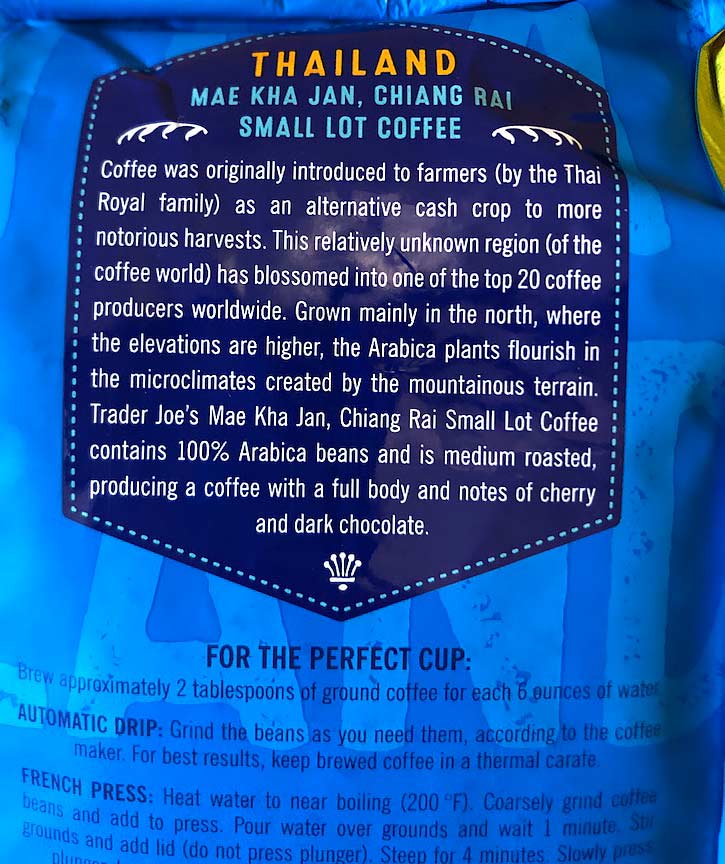 THAILAND
MAE KHA JAN, CHIANG RAI
SMALL LOT COFFEE
Coffee was originally introduced to farmers (by the Thai
Royal family) as an alternative cash crop to more
notorious harvests. This relatively unknown region (of the
coffee world) has blossomed into one of the top 20 coffee
producers worldwide. Grown mainly in the north, where
the elevations are higher, the Arabica plants flourish in
the microclimates created by the mountainous terrain.
Trader Joe's Mae Kha Jan, Chiang Rai Small Lot Coffee
contains 100% Arabica beans and is medium roasted,
producing a coffee with a full body and notes of cherry
and dark chocolate.
FOR THE PERFECT CUP:
Brew approximately 2 tablespoons of ground coffee for each 6 ounces of water
AUTOMATIC DRIP: Grind the beans as you need them, according to the coffee
maker. For best results, keep brewed coffee in a thermal carafe.
FRENCH PRESS: Heat water to near boiling (200 °F). Coarsely grind coffee
beans and add to press. Pour water over grounds and wait 1 minute. Stir
grounds and add lid (do not press plunger). Steep for 4 minutes. Slowly press